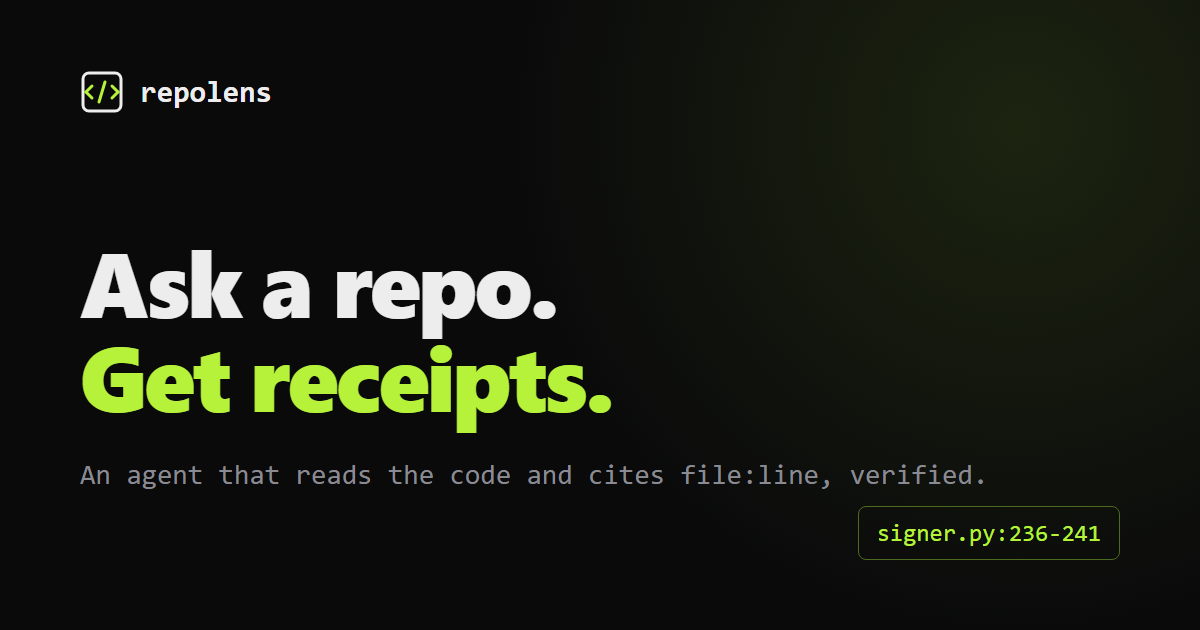 </> repolens
Ask a repo.
Get receipts.
An agent that reads the code and cites file:line, verified.
signer.py:236-241